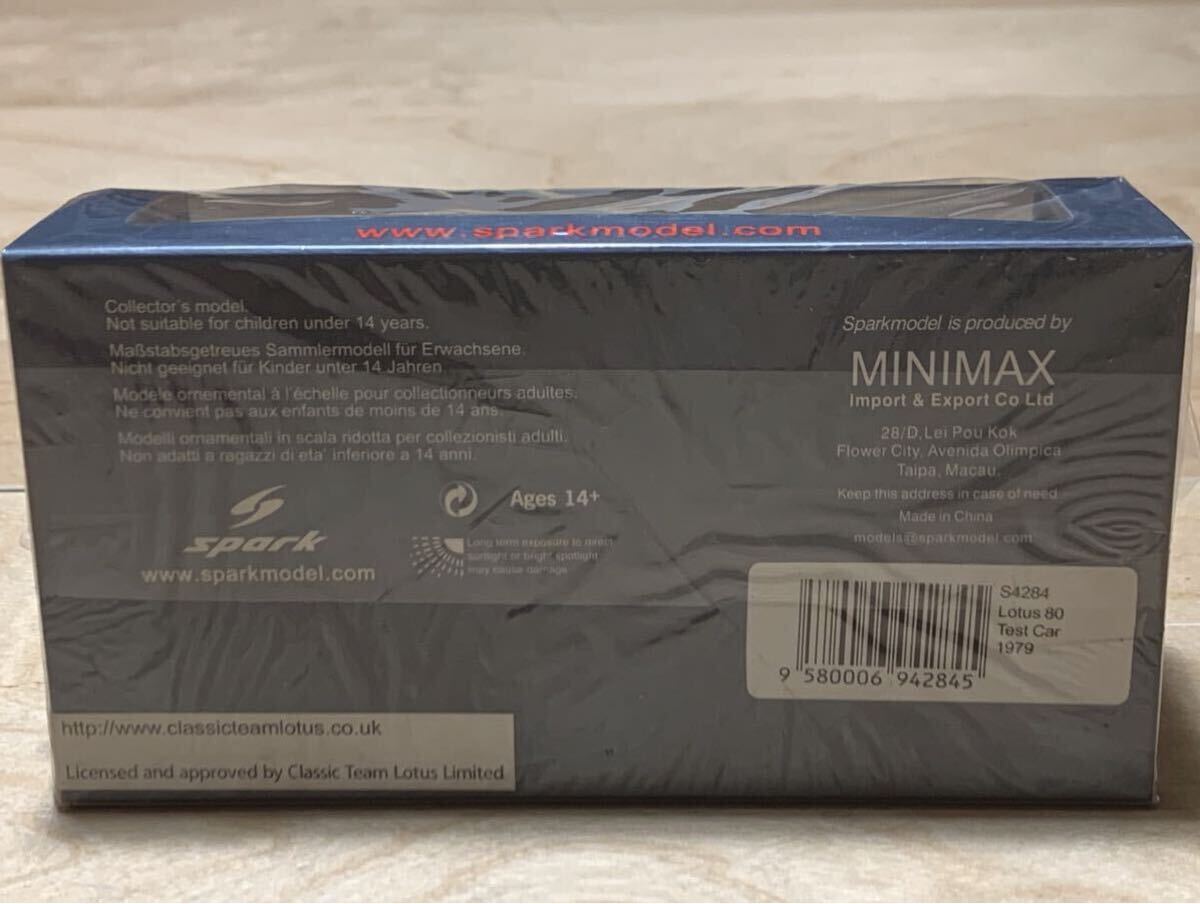 www.sparkmodel.com
Collector's model.
Not suitable for children under 14 years.
Maßstabsgetreues Sammlermodell für Erwachsene.
Nicht geeignet für Kinder unter 14 Jahren
Modele ornemental à l'échelle pour collectionneurs adultes.
Ne convient pas aux enfants de moins de 14 ans.
Modelli ornamentali in scala ridotta per collezionisti adulti.
Non adatti a ragazzi di eta' inferiore a 14 anni.
spark
www.sparkmodel.com
Ages 14+
Long term exposure to direct
sunlight or bright spotlight
may cause damage
Sparkmodel is produced by
MINIMAX
Import & Export Co Ltd
28/D, Lei Pou Kok
Flower City, Avenida Olimpica
Taipa, Macau.
Keep this address in case of need
Made in China
models@sparkmodel.com
S4284
Lotus 80
Test Car
1979
9 580006 942845
http://www.classicteamlotus.co.uk
Licensed and approved by Classic Team Lotus Limited